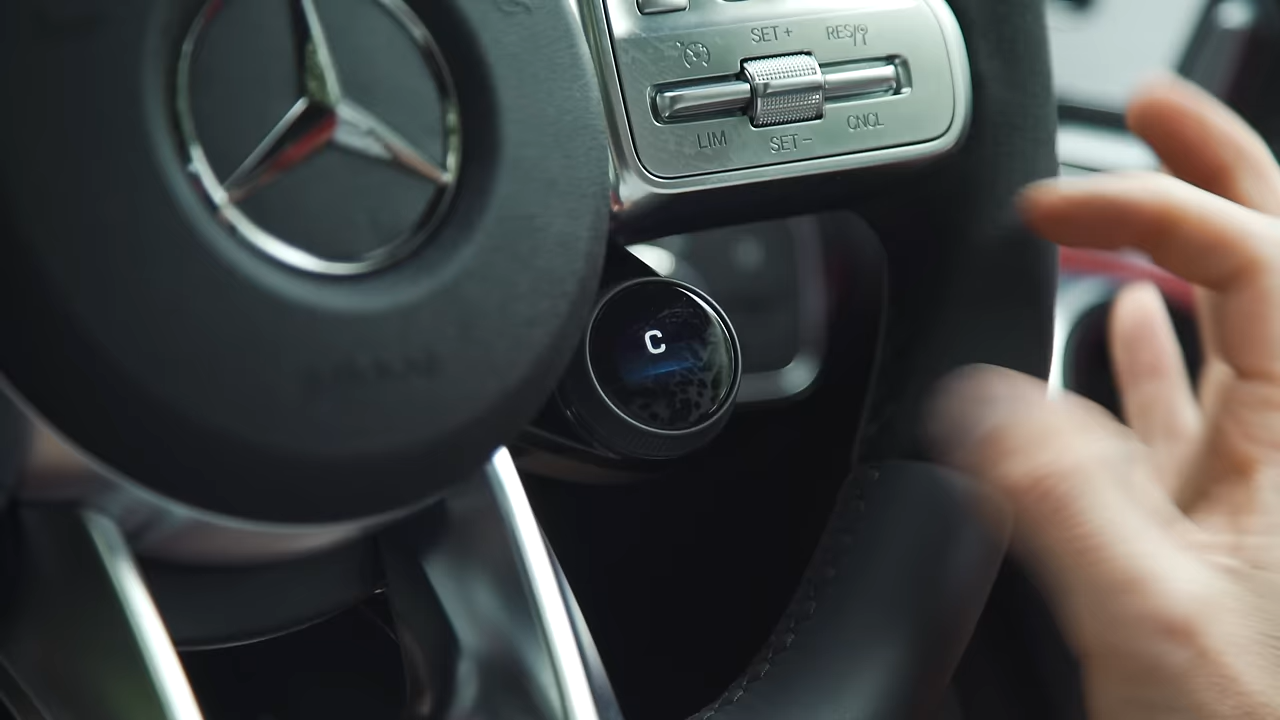 SET +
RES/
LIM
SET −
CNCL
C